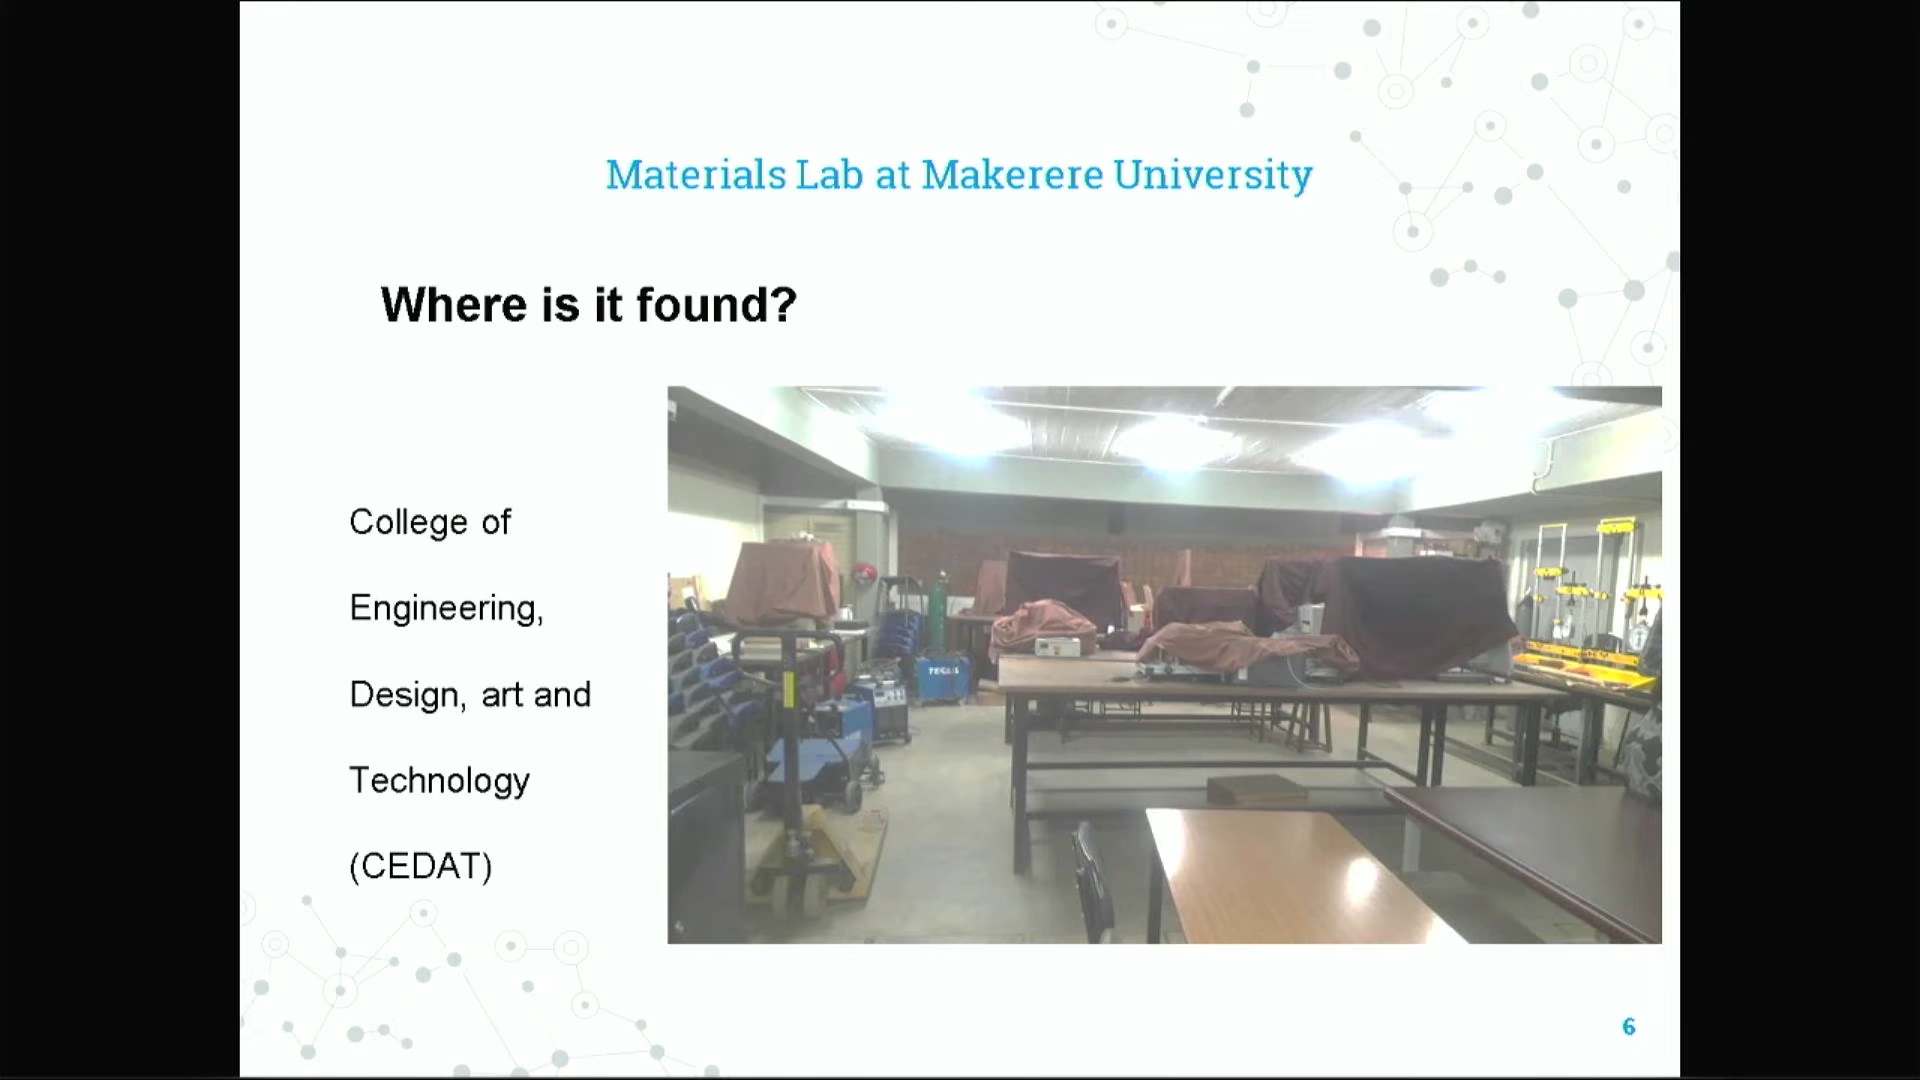 Materials Lab at Makerere University
Where is it found?
College of
Engineering,
Design, art and
Technology
(CEDAT)
6